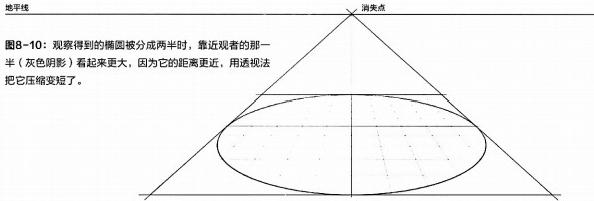 地平线
消失点
图8-10：观察得到的椭圆被分成两半时，靠近观者的那一
半（灰色阴影）看起来更大，因为它的距离更近，用透视法
把它压缩变短了。